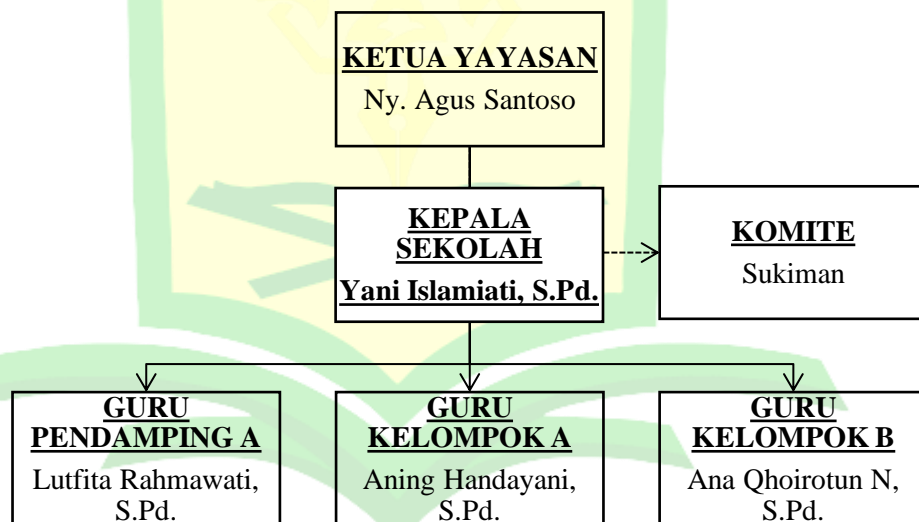 KETUA YAYASAN
Ny. Agus Santoso
KEPALA
SEKOLAH
Yani Islamiati, S.Pd.
KOMITE
Sukiman
GURU
PENDAMPING A
Lutfita Rahmawati,
S.Pd.
GURU
KELOMPOK A
Aning Handayani,
S.Pd.
GURU
KELOMPOK B
Ana Qhoirotun N,
S.Pd.